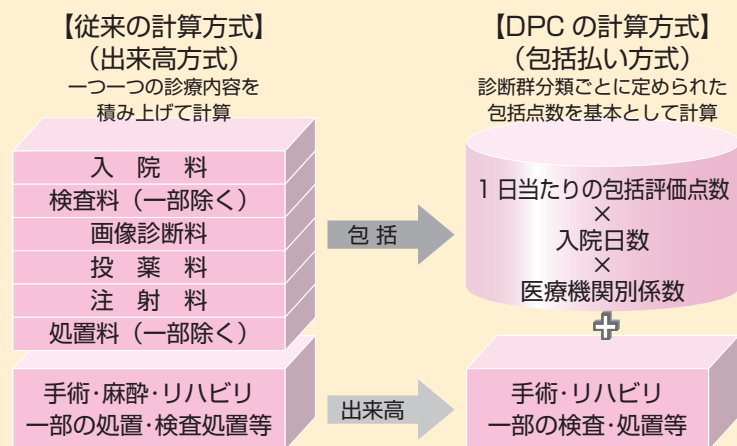 【従来の計算方式】
（出来高方式）
一つ一つの診療内容を
積み上げて計算
入 院 料
検査料（一部除く）
画像診断料
投 薬 料
注 射 料
処置料（一部除く）
手術・麻酔・リハビリ
一部の処置・検査処置等
包 括
出来高
【DPC の計算方式】
（包括払い方式）
診断群分類ごとに定められた
包括点数を基本として計算
1 日当たりの包括評価点数
×
入院日数
×
医療機関別係数
+
手術・リハビリ
一部の検査・処置等